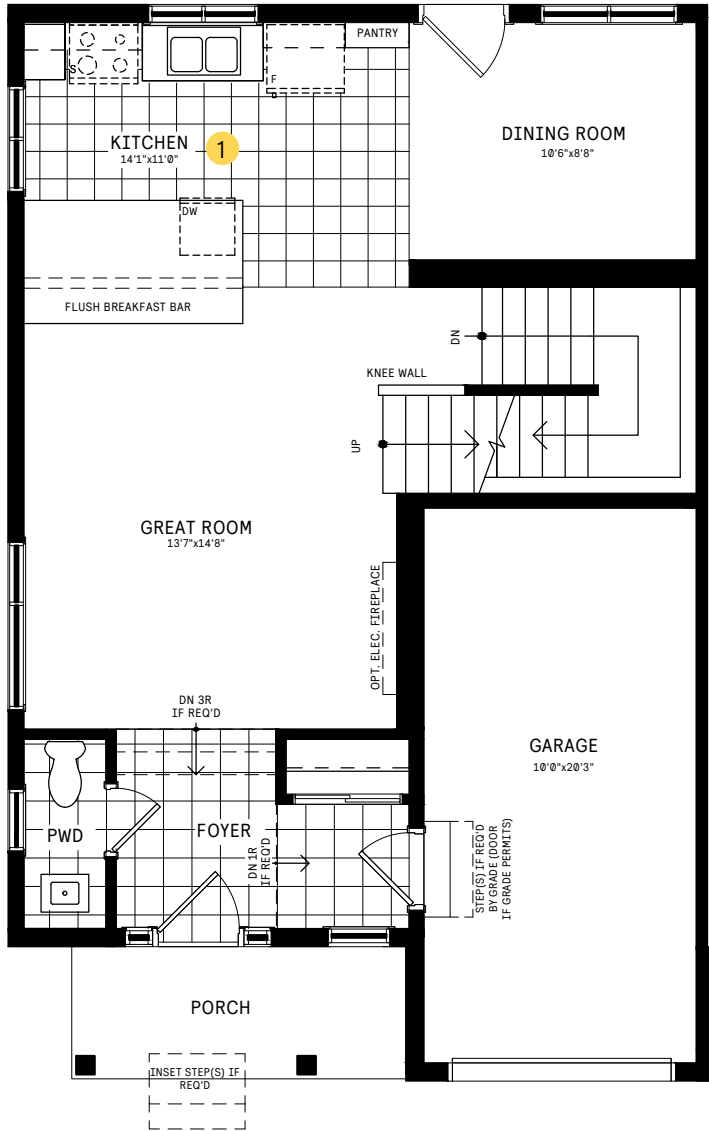 PANTRY
S
F
KITCHEN
14'1"x11'0"
1
DINING ROOM
10'6"x8'8"
DW
FLUSH BREAKFAST BAR
DN
KNEE WALL
UP
GREAT ROOM
13'7"x14'8"
OPT. ELEC. FIREPLACE
DN 3R
IF REQ'D
GARAGE
10'0"x20'3"
PWD
FOYER
DN 1R
IF REQ'D
STEP(S) IF REQ'D
BY GRADE (DOOR
IF GRADE PERMITS)
PORCH
INSET STEP(S) IF
REQ'D